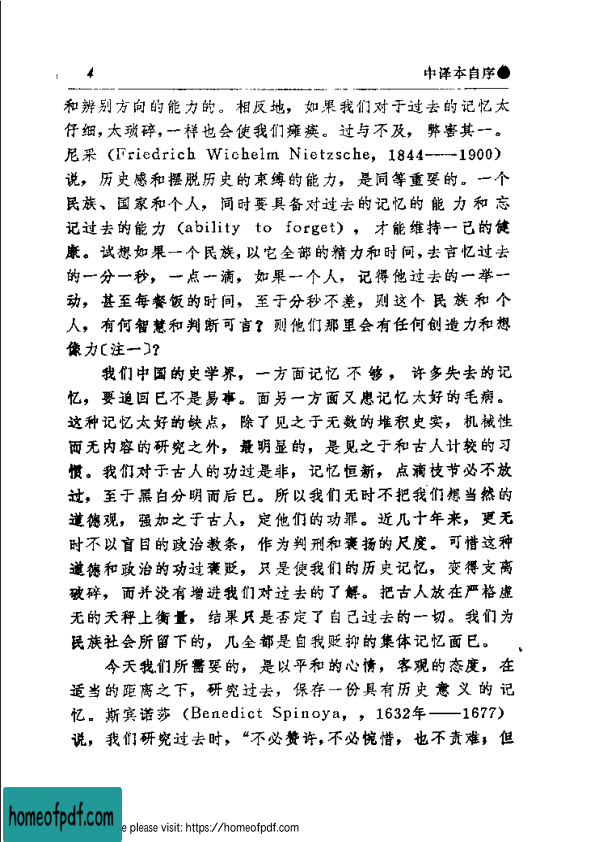 4 中译本自序●
和辨别方向的能力的。相反地，如果我们对于过去的记忆太
仔细，太琐碎，一样也会使我们瘫痪。过与不及，弊害其一。
尼采（Friedrich Wiehelm Nietzsche，1844——1900）
说，历史感和摆脱历史的束缚的能力，是同等重要的。一个
民族、国家和个人，同时要具备对过去的记忆的能力和忘
记过去的能力（ability to forget），才能维持一己的健
康。试想如果一个民族，以它全部的精力和时间，去言忆过去
的一分一秒，一点一滴，如果一个人，记得他过去的一举一
动，甚至每餐饭的时间，至于分秒不差，则这个民族和个
人，有何智慧和判断可言？则他们那里会有任何创造力和想
像力〔注一〕？
我们中国的史学界，一方面记忆不够，许多失去的记
忆，要追回已不是易事。而另一方面又患记忆太好的毛病。
这种记忆太好的缺点，除了见之于无数的堆积史实，机械性
而无内容的研究之外，最明显的，是见之于和古人计较的习
惯。我们对于古人的功过是非，记忆恒新，点滴枝节必不放
过，至于黑白分明而后已。所以我们无时不把我们想当然的
道德观，强加之于古人，定他们的功罪。近几十年来，更无
时不以盲目的政治教条，作为判刑和褒扬的尺度。可惜这种
道德和政治的功过褒贬，只是使我们的历史记忆，变得支离
破碎，而并没有增进我们对过去的了解。把古人放在严格虚
无的天秤上衡量，结果只是否定了自己过去的一切。我们为
民族社会所留下的，几全都是自我贬抑的集体记忆而已。
今天我们所需要的，是以平和的心情，客观的态度，在
适当的距离之下，研究过去，保存一份具有历史意义的记
忆。斯宾诺莎（Benedict Spinoya，，1632年——1677）
说，我们研究过去时，“不必赞许，不必惋惜，也不责难；但
homeofpdf.com
e please visit: https://homeofpdf.com